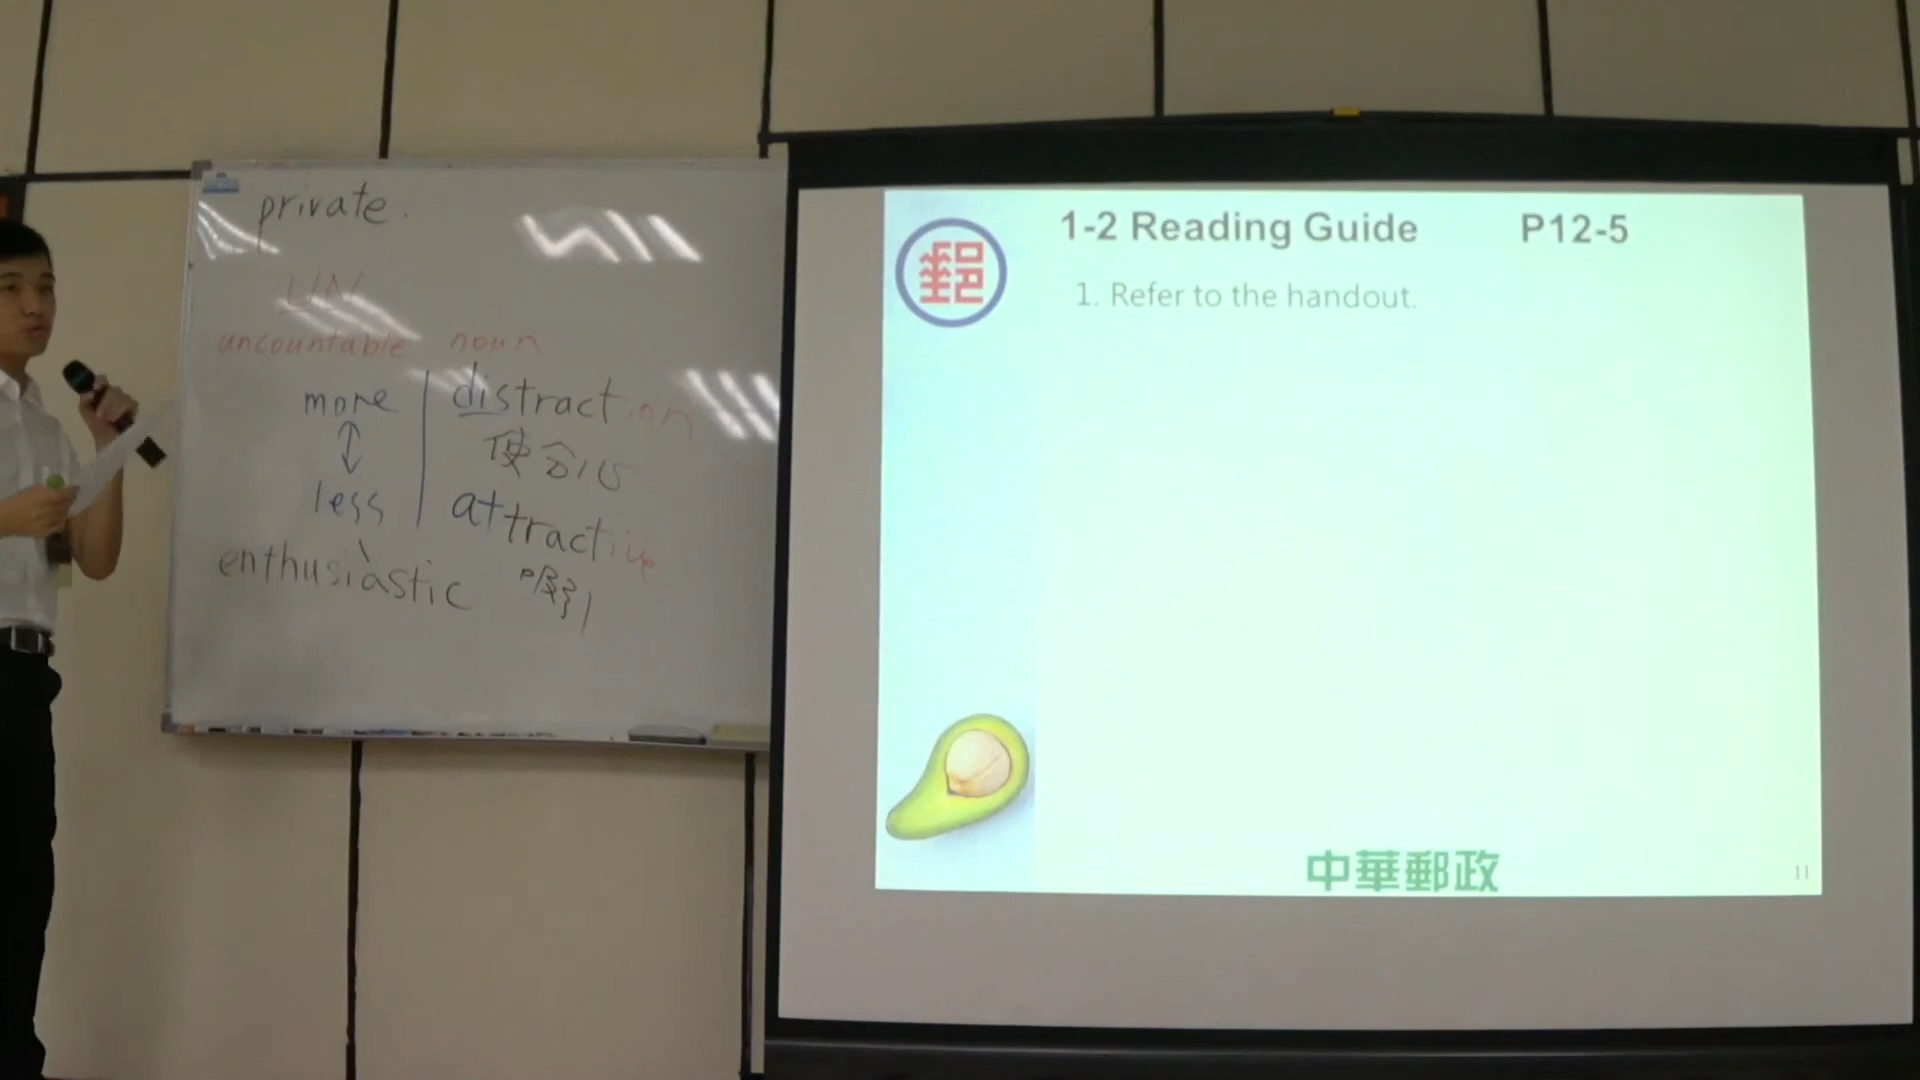 private.
UN
uncountable noun
more
distraction
使分心
less
attractive
吸引
enthusiastic
郵
1-2 Reading Guide P12-5
1. Refer to the handout.
中華郵政
11